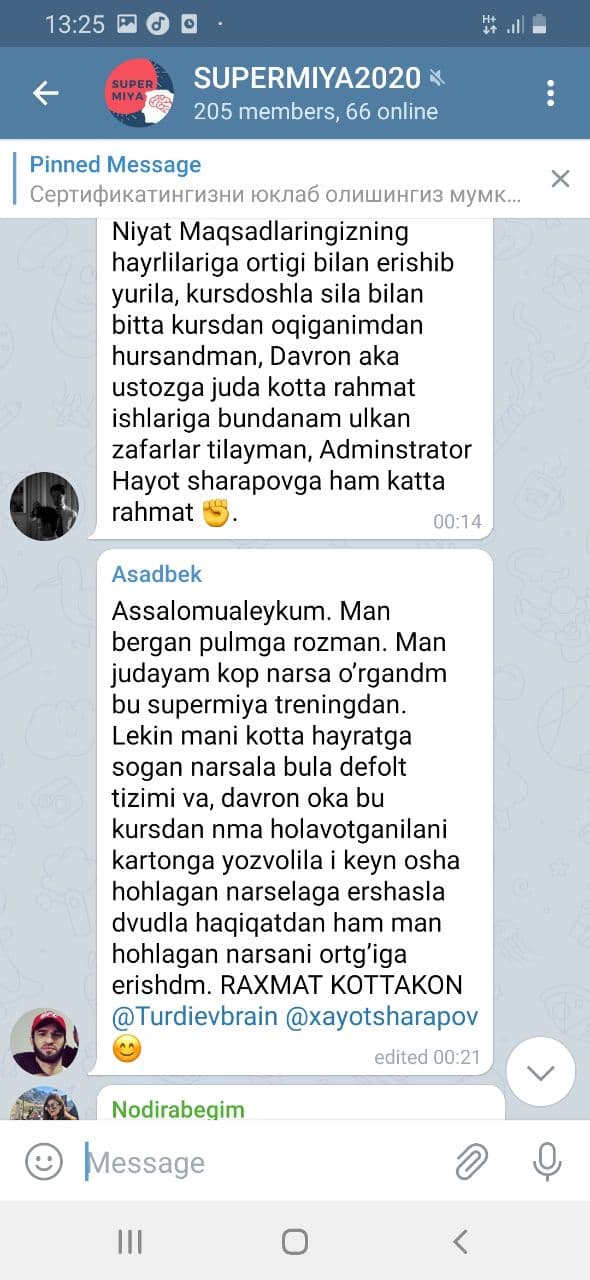 13:25
SUPER
MIYA
SUPERMIYA2020
205 members, 66 online
Pinned Message
Сертификатингизни юклаб олишингиз мумк...
Niyat Maqsadlaringizning
hayrlilariga ortigi bilan erishib
yurila, kursdoshla sila bilan
bitta kursdan oqiganimdan
hursandman, Davron aka
ustozga juda kotta rahmat
ishlariga bundanam ulkan
zafarlar tilayman, Adminstrator
Hayot sharapovga ham katta
rahmat ✊.
00:14
Asadbek
Assalomualeykum. Man
bergan pulmga rozman. Man
judayam kop narsa o’rgandm
bu supermiya treningdan.
Lekin mani kotta hayratga
sogan narsala bula defolt
tizimi va, davron oka bu
kursdan nma holavotganilani
kartonga yozvolila i keyn osha
hohlagan narselaga ershasla
dvudla haqiqatdan ham man
hohlagan narsani ortg’iga
erishdm. RAXMAT KOTTAKON
@Turdievbrain @xayotsharapov
😊
edited 00:21
Nodirabegim
Message